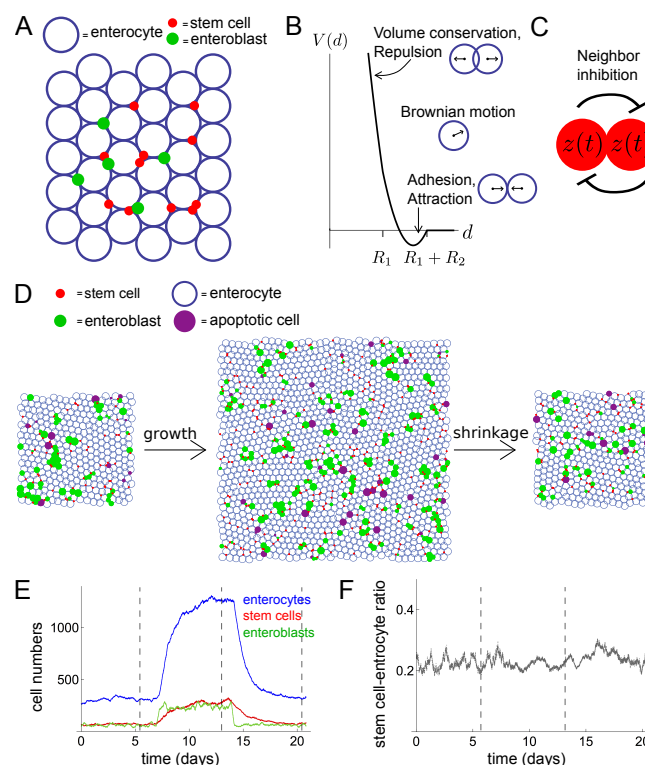 A
= enterocyte
= stem cell
= enteroblast
B
V(d)
Volume conservation,
Repulsion
Brownian motion
Adhesion,
Attraction
d
R₁
R₁ + R₂
C
Neighbor
inhibition
z(t)
z(t
D
= stem cell
= enterocyte
= enteroblast
= apoptotic cell
growth
shrinkage
E
enterocytes
stem cells
enteroblasts
cell numbers
1000
500
0
5
10
15
20
time (days)
F
stem cell-entrocyte ratio
0.4
0.2
0
5
10
15
20
time (days)